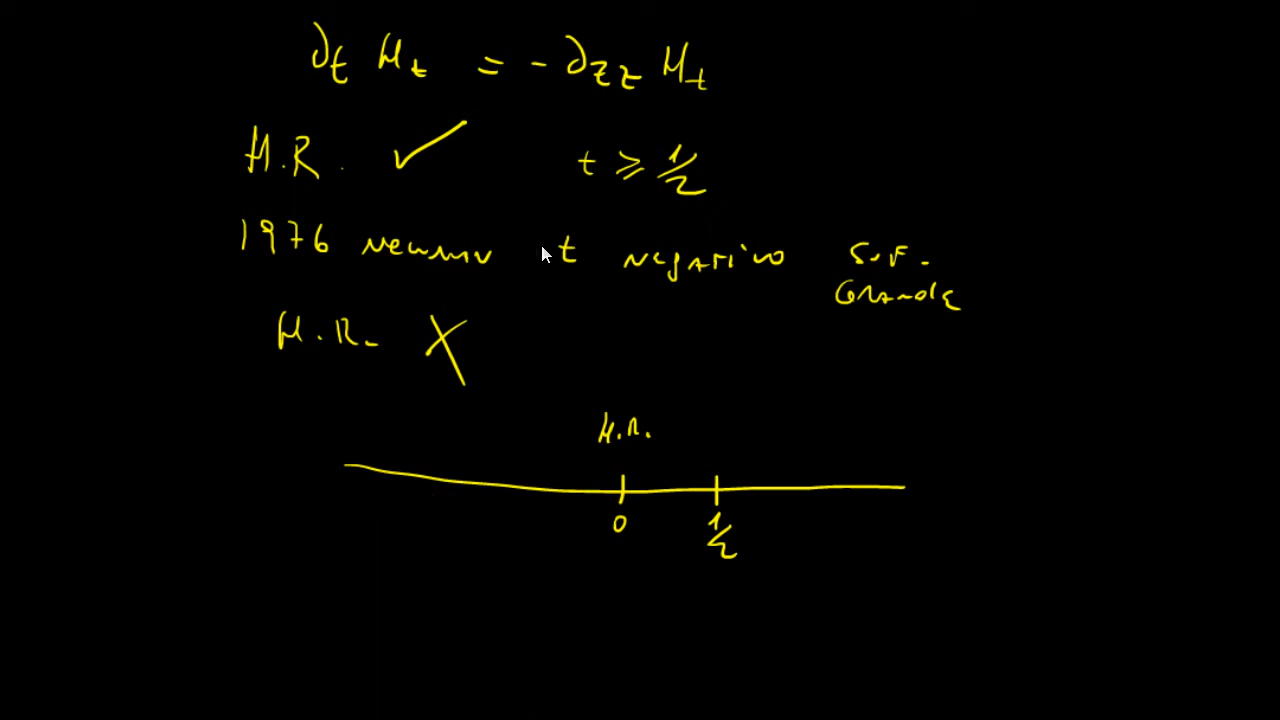 ∂t Ht = - ∂zz Ht
H.R. ✓ t ≥ 1/2
1976 newman t negativo suf.
Grande
H.R. X
H.R.
0 1/2